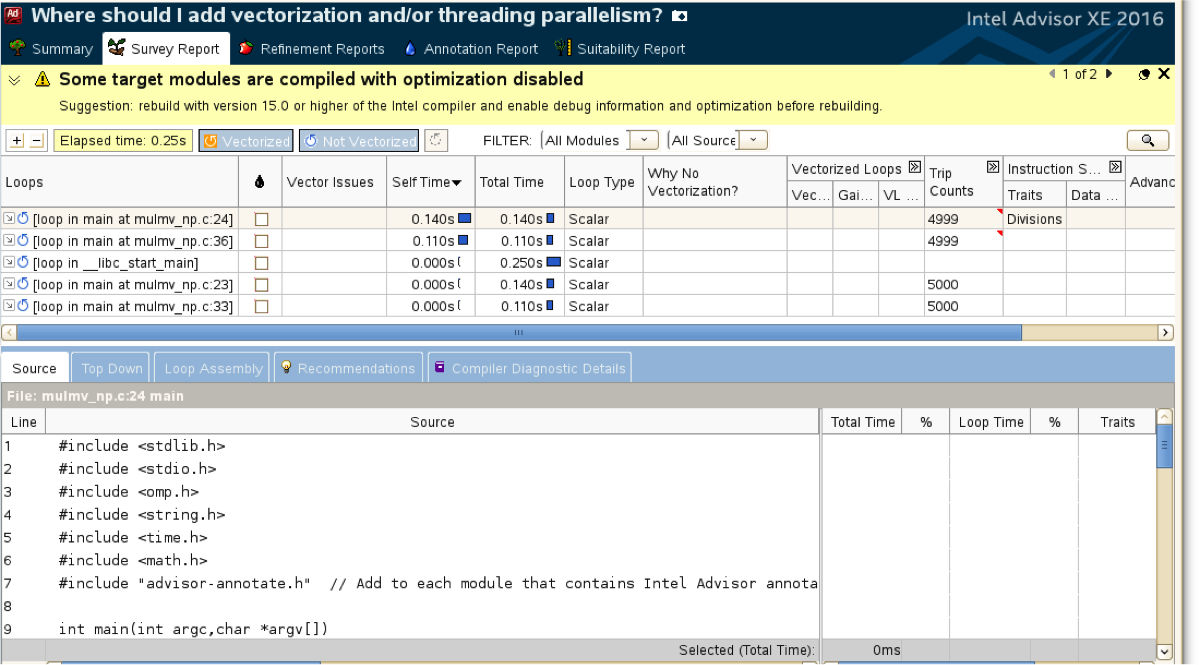 Where should I add vectorization and/or threading parallelism?
Intel Advisor XE 2016
Summary Survey Report Refinement Reports Annotation Report Suitability Report
Some target modules are compiled with optimization disabled
1 of 2
Suggestion: rebuild with version 15.0 or higher of the Intel compiler and enable debug information and optimization before rebuilding.
Elapsed time: 0.25s Vectorized Not Vectorized FILTER: All Modules All Source
Loops Vector Issues Self Time Total Time Loop Type Why No Vectorization? Vectorized Loops Trip Counts Instruction S... Advanc
Vec... Gai... VL ... Traits Data ...
[loop in main at mulmv_np.c:24] 0.140s 0.140s Scalar 4999 Divisions
[loop in main at mulmv_np.c:36] 0.110s 0.110s Scalar 4999
[loop in __libc_start_main] 0.000s 0.250s Scalar
[loop in main at mulmv_np.c:23] 0.000s 0.140s Scalar 5000
[loop in main at mulmv_np.c:33] 0.000s 0.110s Scalar 5000
Source Top Down Loop Assembly Recommendations Compiler Diagnostic Details
File: mulmv_np.c:24 main
Line Source Total Time % Loop Time % Traits
1 #include <stdlib.h>
2 #include <stdio.h>
3 #include <omp.h>
4 #include <string.h>
5 #include <time.h>
6 #include <math.h>
7 #include "advisor-annotate.h" // Add to each module that contains Intel Advisor annota
8
9 int main(int argc,char *argv[])
Selected (Total Time): 0ms